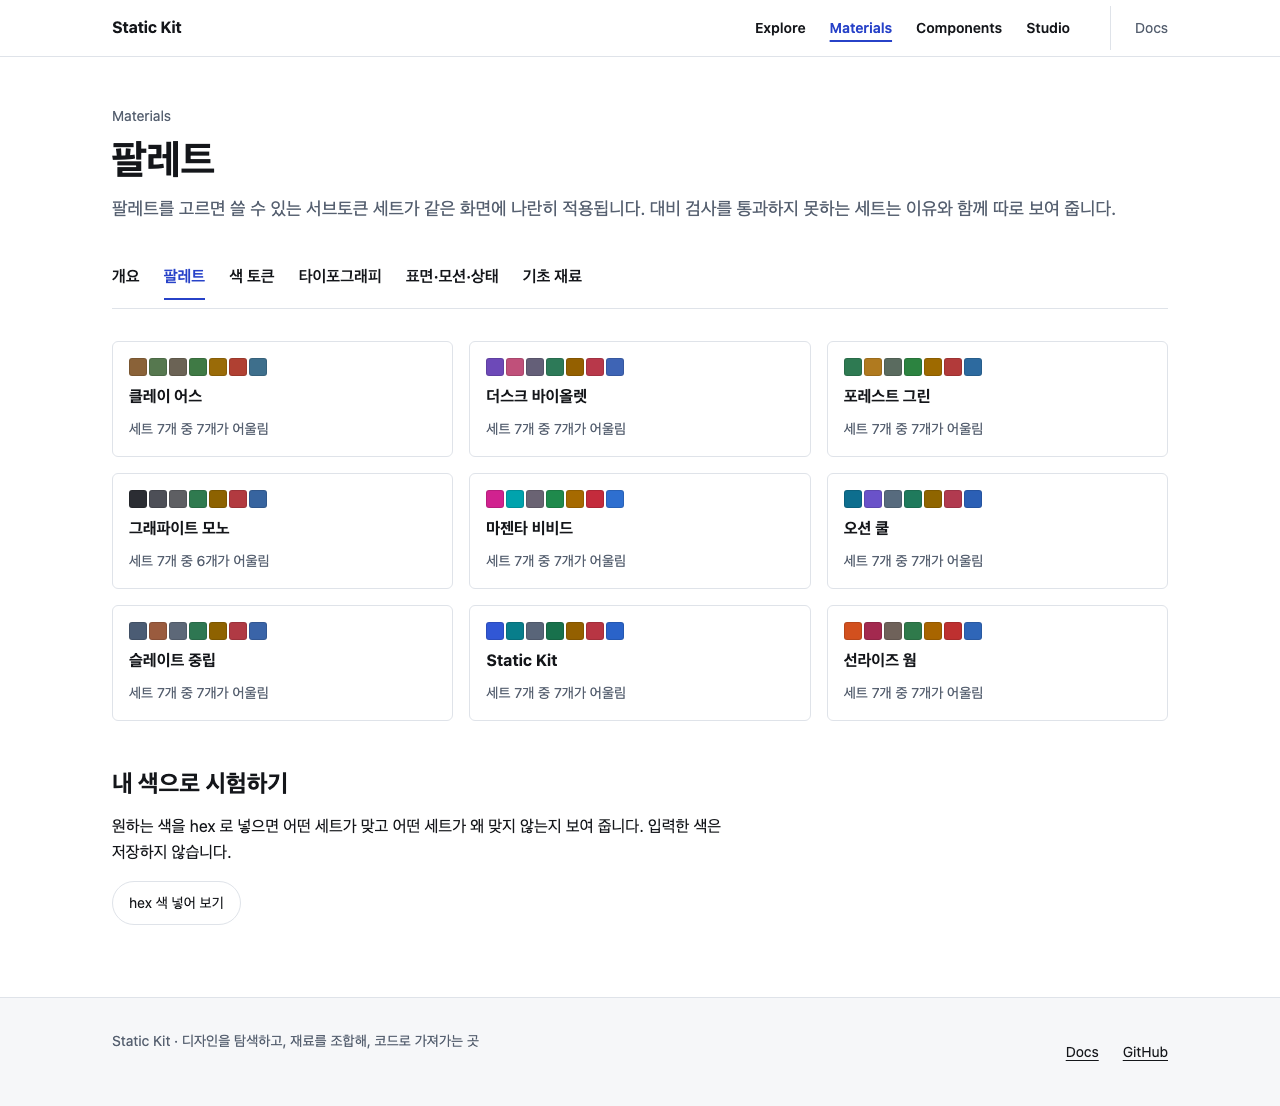 Static Kit
Explore
Materials
Components
Studio
Docs
Materials
팔레트
팔레트를 고르면 쓸 수 있는 서브토큰 세트가 같은 화면에 나란히 적용됩니다. 대비 검사를 통과하지 못하는 세트는 이유와 함께 따로 보여 줍니다.
개요
팔레트
색 토큰
타이포그래피
표면·모션·상태
기초 재료
클레이 어스
세트 7개 중 7개가 어울림
더스크 바이올렛
세트 7개 중 7개가 어울림
포레스트 그린
세트 7개 중 7개가 어울림
그래파이트 모노
세트 7개 중 6개가 어울림
마젠타 비비드
세트 7개 중 7개가 어울림
오션 쿨
세트 7개 중 7개가 어울림
슬레이트 중립
세트 7개 중 7개가 어울림
Static Kit
세트 7개 중 7개가 어울림
선라이즈 웜
세트 7개 중 7개가 어울림
내 색으로 시험하기
원하는 색을 hex 로 넣으면 어떤 세트가 맞고 어떤 세트가 왜 맞지 않는지 보여 줍니다. 입력한 색은
저장하지 않습니다.
hex 색 넣어 보기
Static Kit · 디자인을 탐색하고, 재료를 조합해, 코드로 가져가는 곳
Docs
GitHub